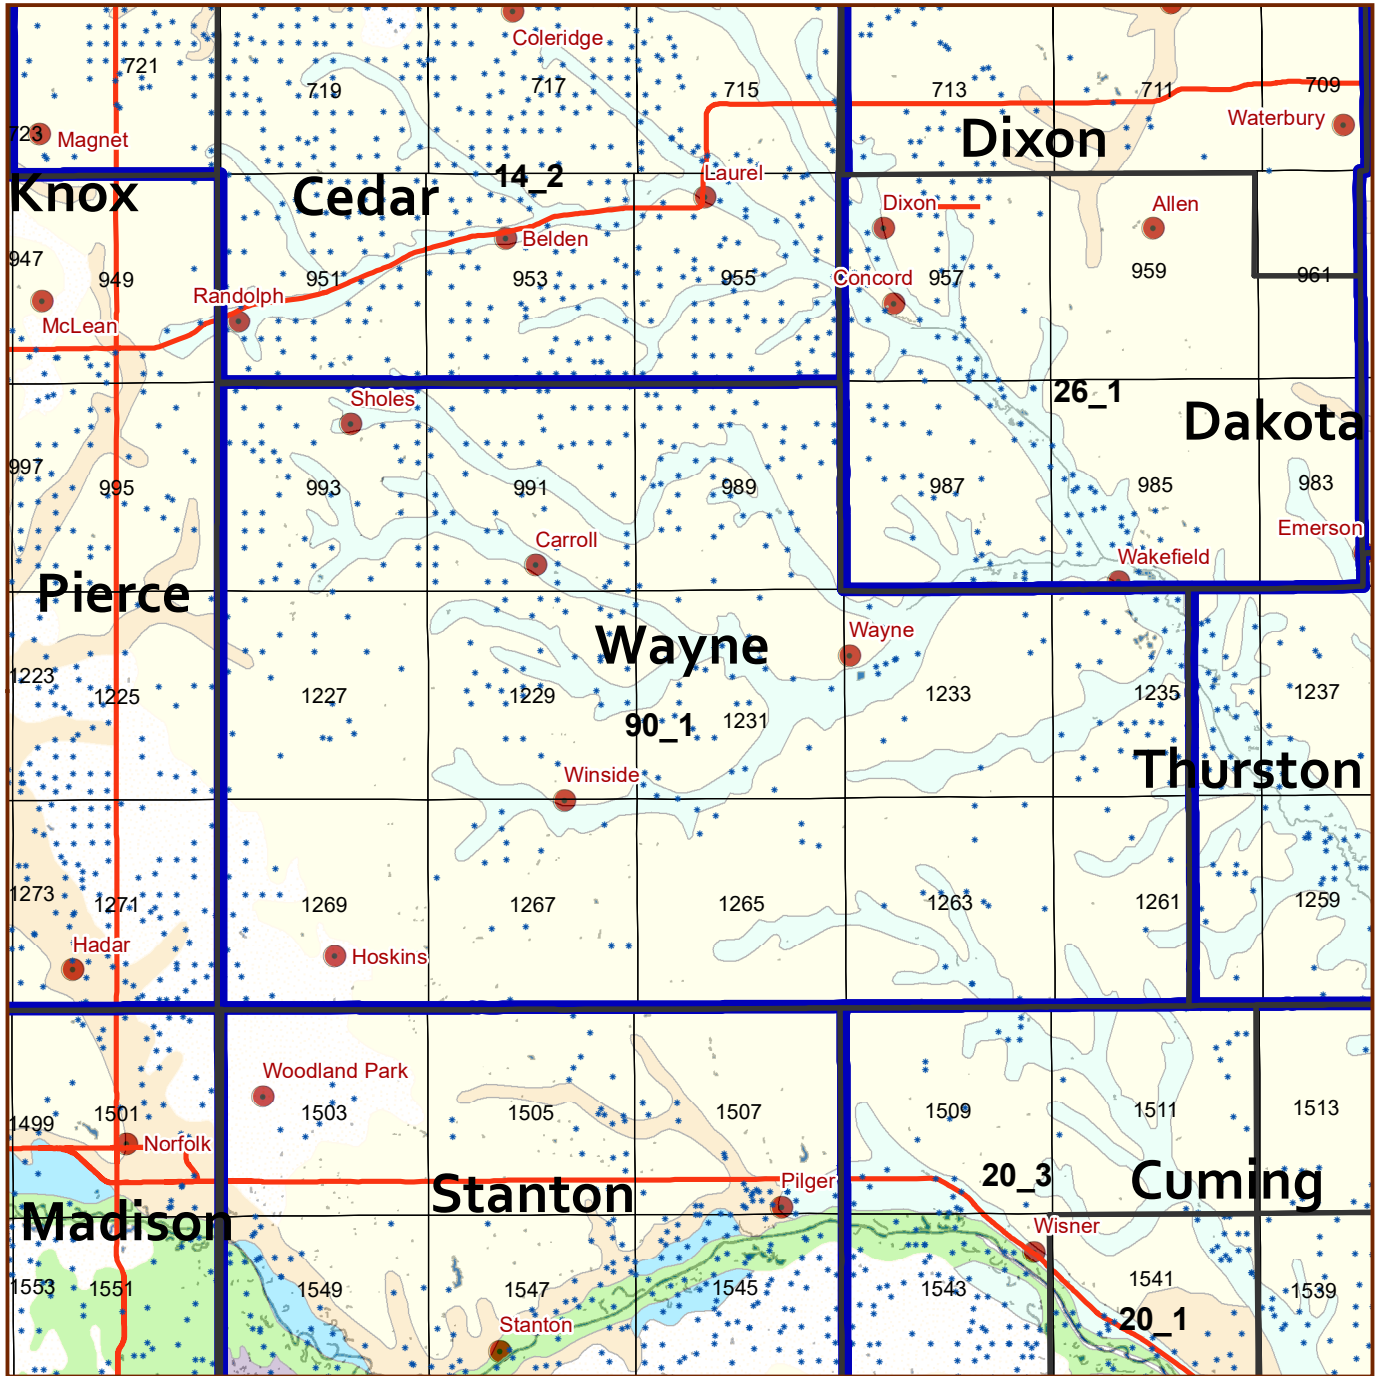 Coleridge
721
719
717
715
713
711
709
Waterbury
723
Magnet
Dixon
Knox
Cedar
14_2
Laurel
Dixon
Allen
Belden
947
949
951
953
955
Concord
957
959
961
Randolph
McLean
Sholes
26_1
Dakota
997
995
993
991
989
987
985
983
Emerson
Carroll
Wakefield
Pierce
Wayne
Wayne
1223
1225
1227
1229
90_1
1231
1233
1235
1237
Winside
Thurston
1273
1271
1269
1267
1265
1263
1261
1259
Hadar
Hoskins
Woodland Park
1499
1501
1503
1505
1507
1509
1511
1513
Norfolk
Pilger
20_3
Cuming
Stanton
Madison
Wisner
1553
1551
1549
1547
1545
1543
1541
1539
Stanton
20_1